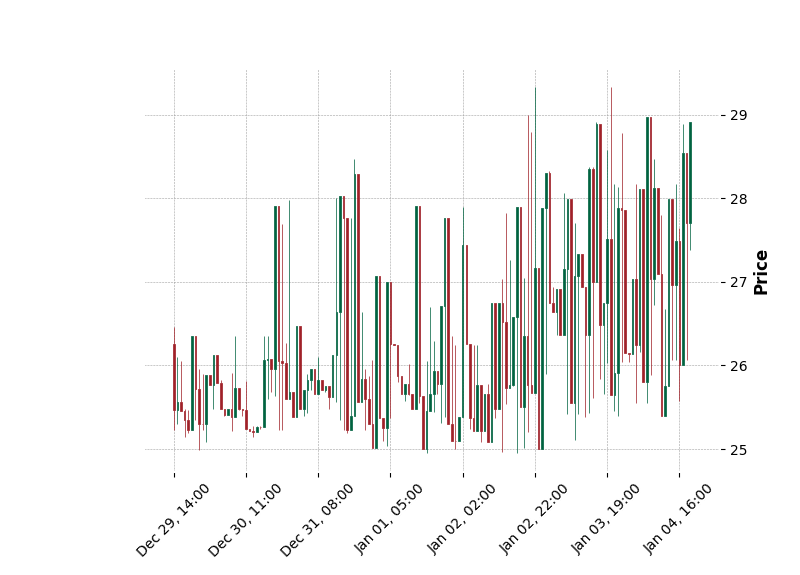 29
28
27
26
25
Price
Dec 29, 14:00
Dec 30, 11:00
Dec 31, 08:00
Jan 01, 05:00
Jan 02, 02:00
Jan 02, 22:00
Jan 03, 19:00
Jan 04, 16:00